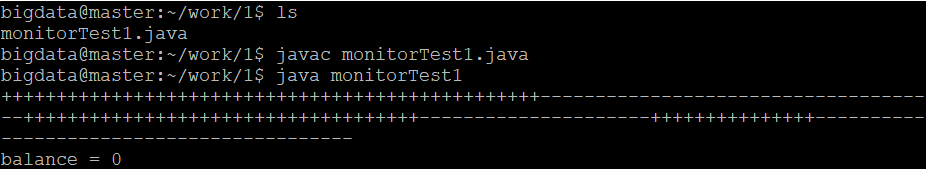 bigdata@master:~/work/1$ ls
monitorTest1.java
bigdata@master:~/work/1$ javac monitorTest1.java
bigdata@master:~/work/1$ java monitorTest1
+++++++++++++++++++++++++++++++++++++++++++++++++-----------------------------------
--++++++++++++++++++++++++++++++++++++---------------------+++++++++++++++----------
--------------------------------
balance = 0